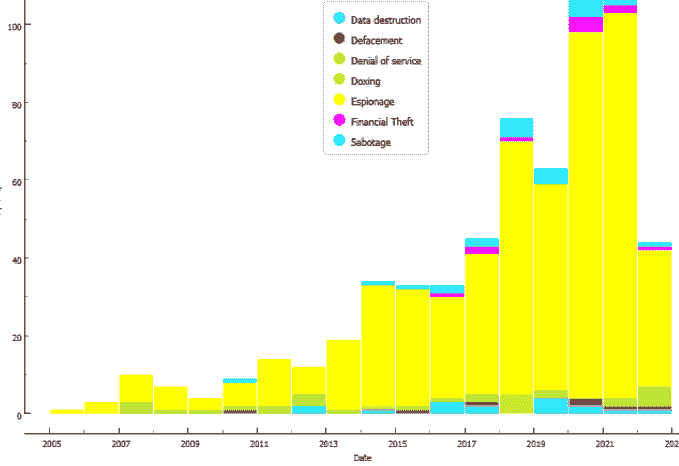 100
Data destruction
Defacement
Denial of service
Doxing
80
Espionage
Financial Theft
Sabotage
60
40
20
0
2005 2007 2009 2011 2013 2015 2017 2019 2021 202
Date